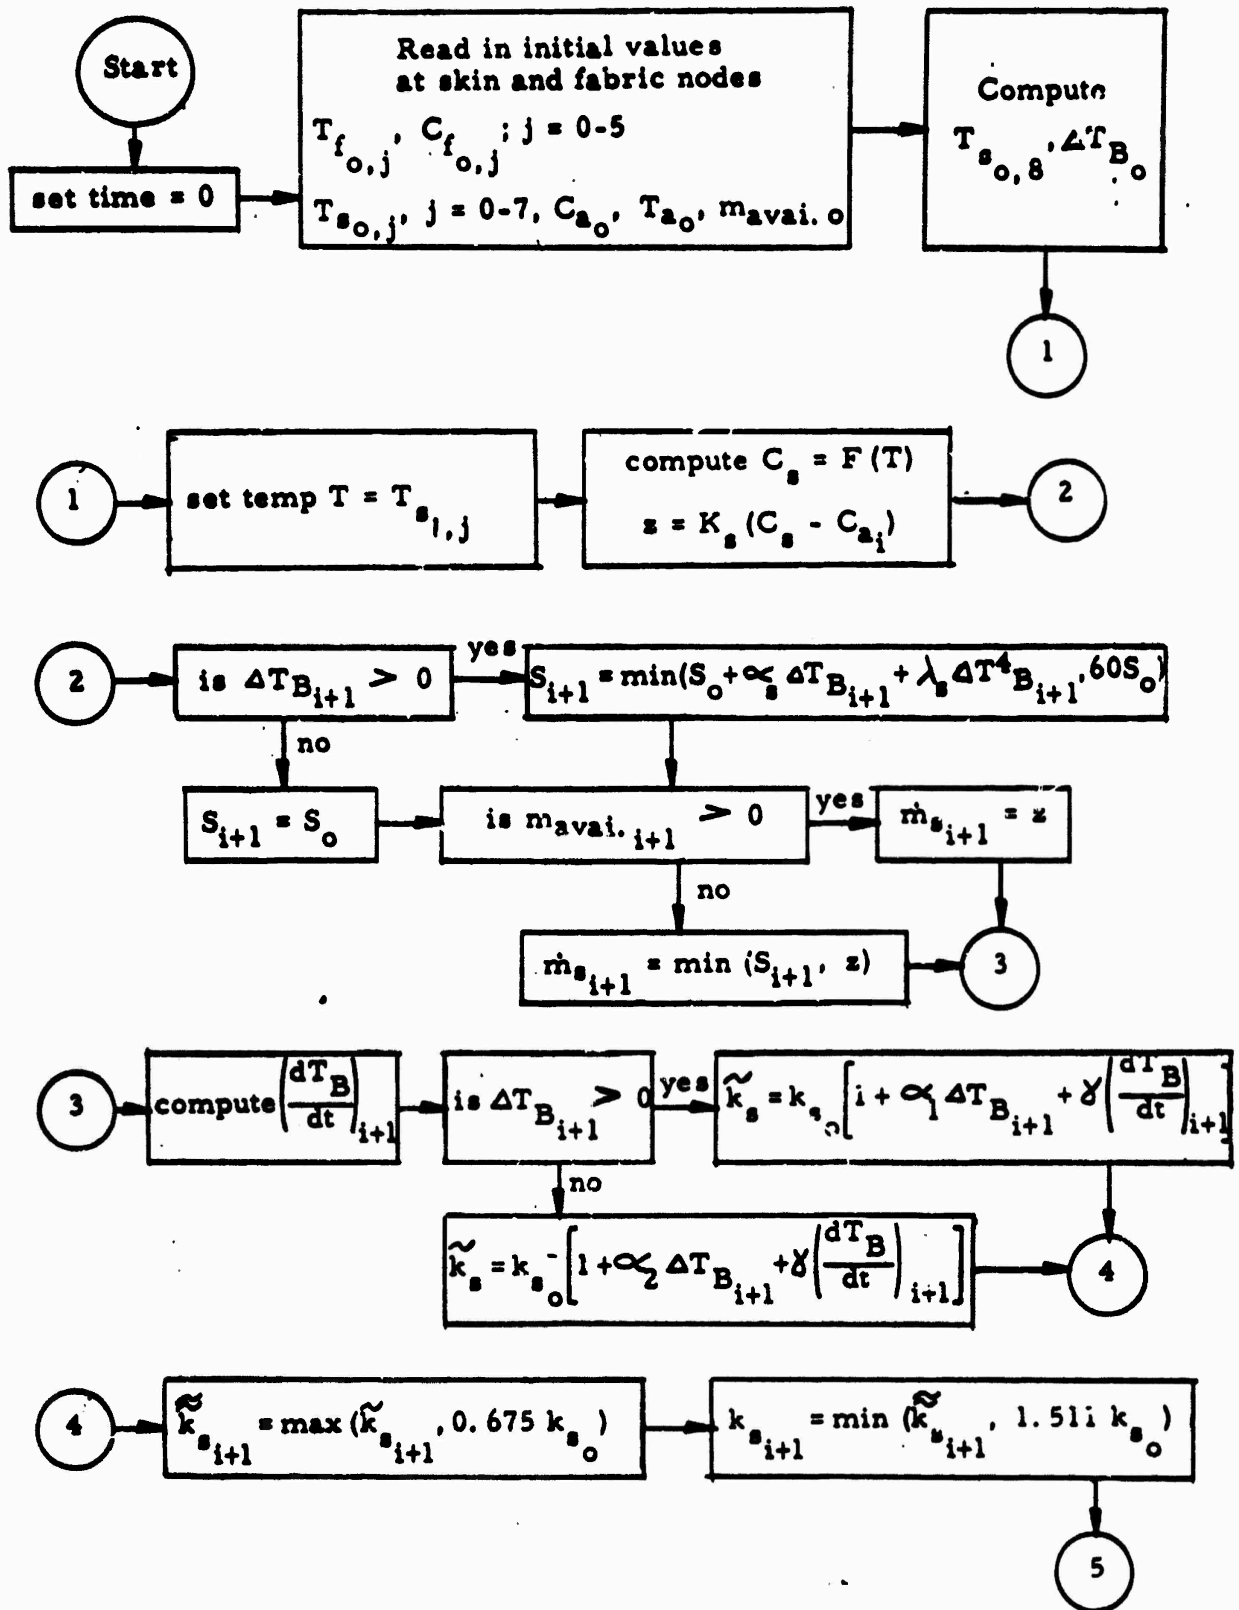 Start
set time = 0
Read in initial values
at skin and fabric nodes
T_{f_{o,j}}, C_{f_{o,j}}; j = 0-5
T_{s_{o,j}}, j = 0-7, C_{a_o}, T_{a_o}, m_{avai. o}
Compute
T_{s_{o,8}}, ΔT_{B_o}
1
1
set temp T = T_{s_{1,j}}
compute C_s = F (T)
z = K_s (C_s - C_{a_i})
2
2
is ΔT_{B_{i+1}} > 0
yes
S_{i+1} = min(S_o + α_s ΔT_{B_{i+1}} + λ_s ΔT^4_{B_{i+1}}, 60S_o)
no
S_{i+1} = S_o
is m_{avai. i+1} > 0
yes
ṁ_{s_{i+1}} = z
no
ṁ_{s_{i+1}} = min (S_{i+1}, z)
3
3
compute (dT_B/dt)_{i+1}
is ΔT_{B_{i+1}} > 0
yes
k̃_s = k_{s_o} [i + α_1 ΔT_{B_{i+1}} + γ (dT_B/dt)_{i+1}]
no
k̃_s = k_{s_o} [1 + α_2 ΔT_{B_{i+1}} + γ (dT_B/dt)_{i+1}]
4
4
k̃̃_{s_{i+1}} = max (k̃_{s_{i+1}}, 0.675 k_{s_o})
k_{s_{i+1}} = min (k̃̃_{s_{i+1}}, 1.51i k_{s_o})
5